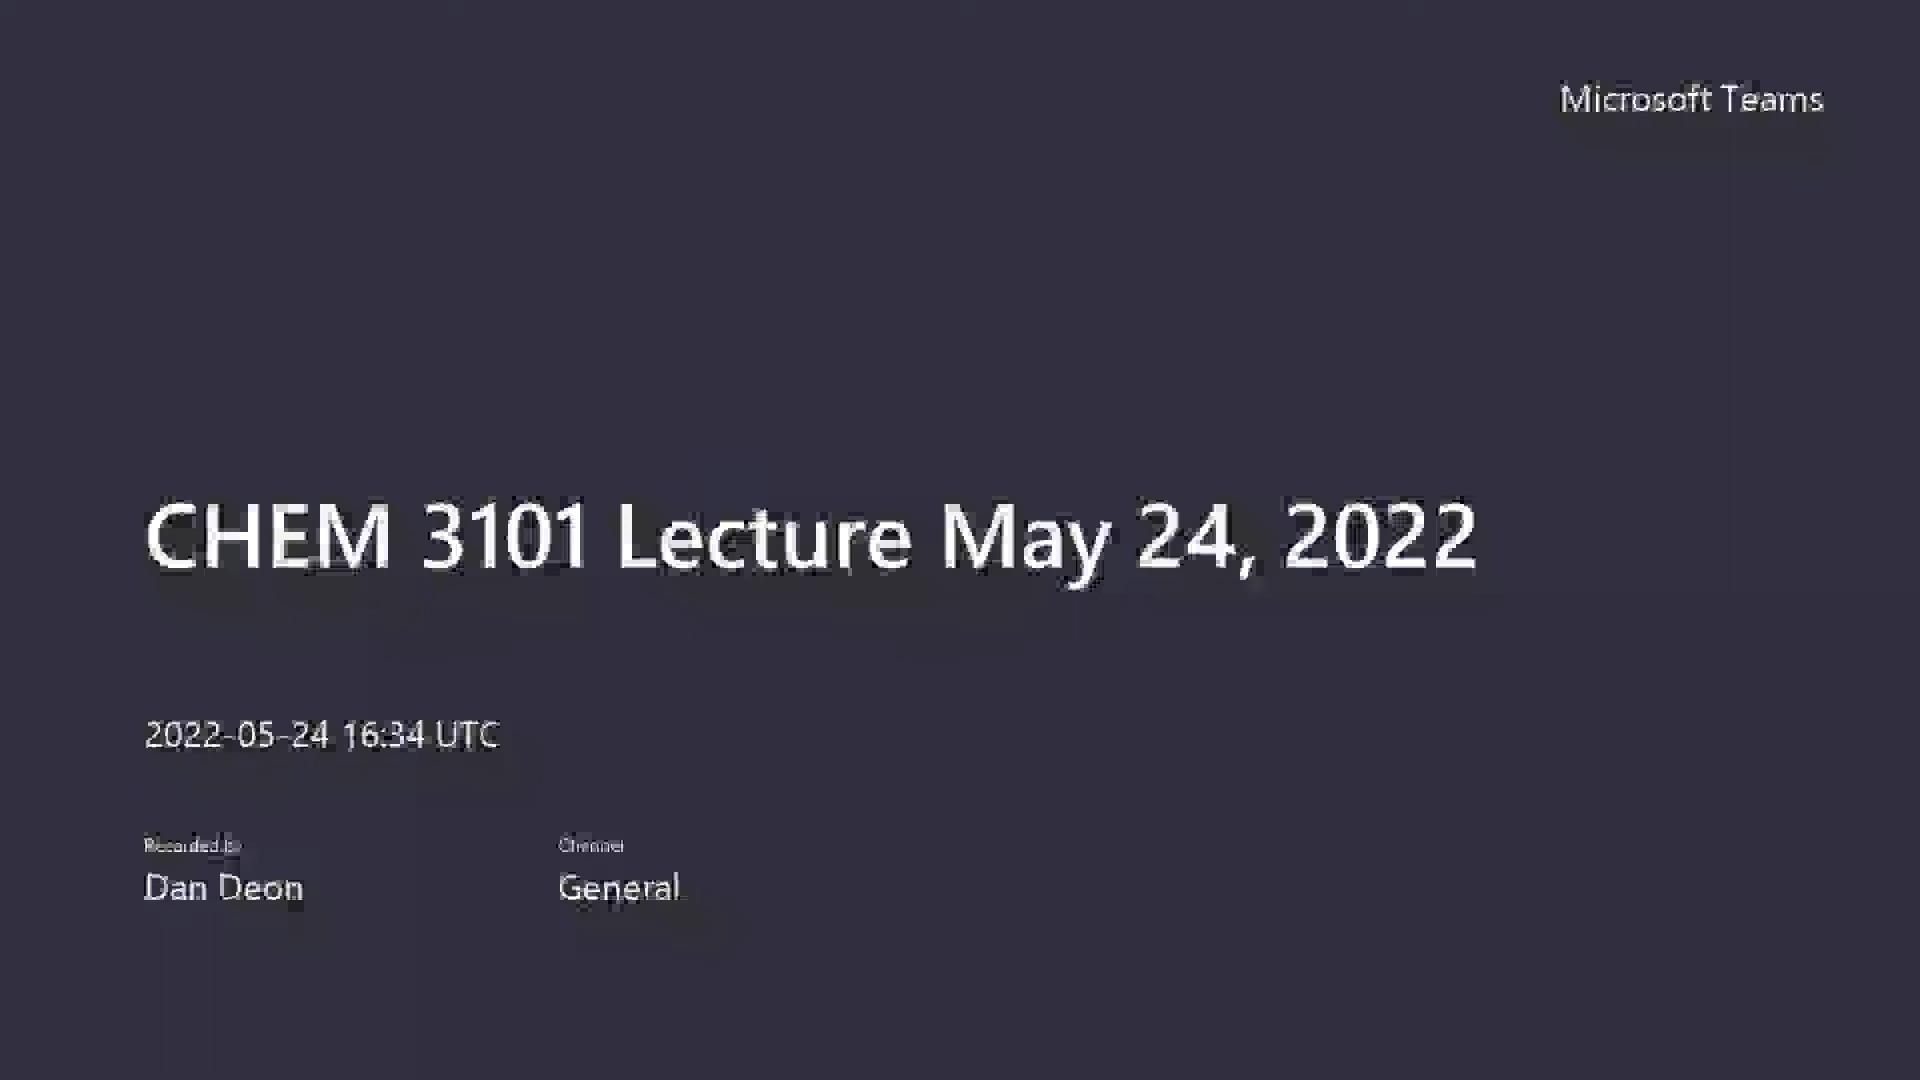 Microsoft Teams
CHEM 3101 Lecture May 24, 2022
2022-05-24 16:34 UTC
Recorded by
Dan Deon
Channel
General